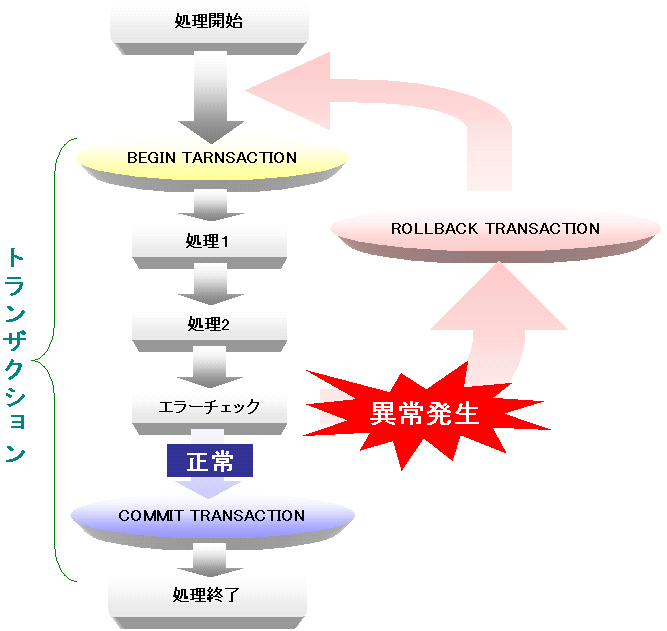 処理開始
BEGIN TARNSACTION
処理1
処理2
エラーチェック
正常
COMMIT TRANSACTION
処理終了
トランザクション
ROLLBACK TRANSACTION
異常発生